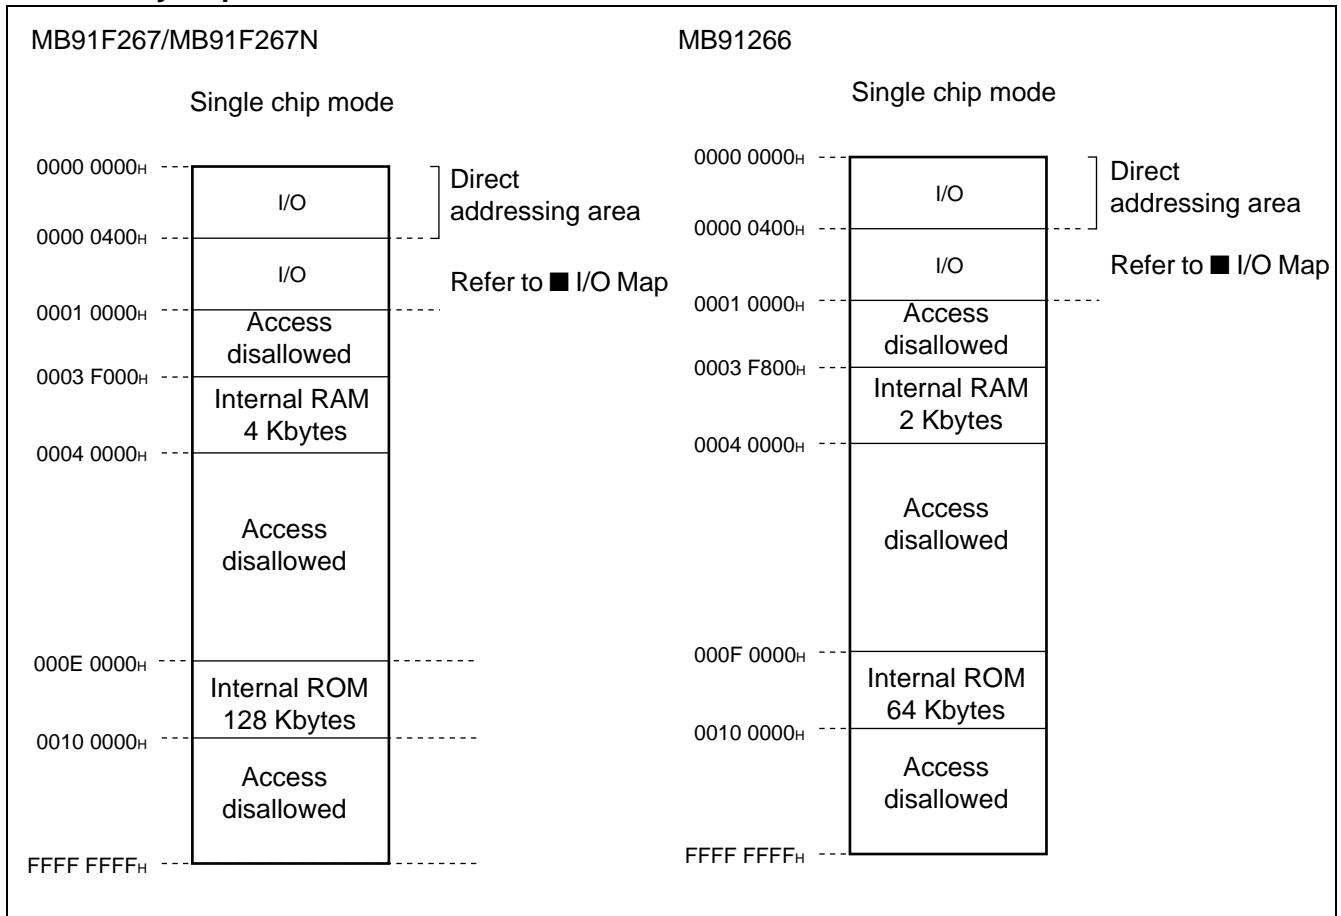 MB91F267/MB91F267N
Single chip mode
0000 0000H
I/O
Direct
addressing area
0000 0400H
I/O
Refer to ■ I/O Map
0001 0000H
Access
disallowed
0003 F000H
Internal RAM
4 Kbytes
0004 0000H
Access
disallowed
000E 0000H
Internal ROM
128 Kbytes
0010 0000H
Access
disallowed
FFFF FFFFH
MB91266
Single chip mode
0000 0000H
I/O
Direct
addressing area
0000 0400H
I/O
Refer to ■ I/O Map
0001 0000H
Access
disallowed
0003 F800H
Internal RAM
2 Kbytes
0004 0000H
Access
disallowed
000F 0000H
Internal ROM
64 Kbytes
0010 0000H
Access
disallowed
FFFF FFFFH